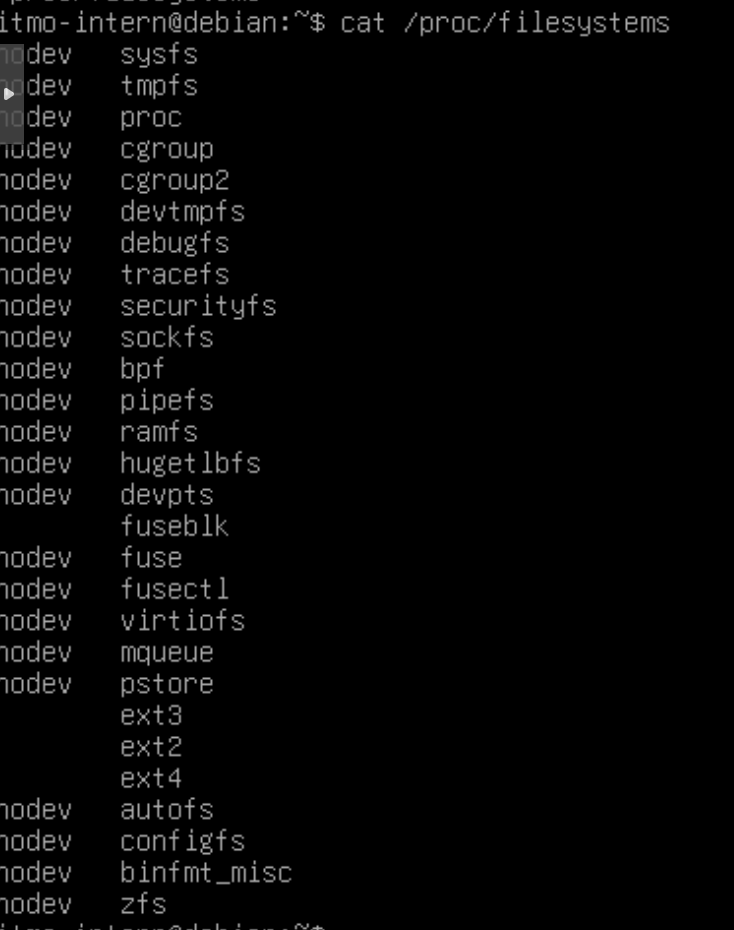 itmo-intern@debian:~$ cat /proc/filesystems
nodev sysfs
nodev tmpfs
nodev proc
nodev cgroup
nodev cgroup2
nodev devtmpfs
nodev debugfs
nodev tracefs
nodev securityfs
nodev sockfs
nodev bpf
nodev pipefs
nodev ramfs
nodev hugetlbfs
nodev devpts
fuseblk
nodev fuse
nodev fusectl
nodev virtiofs
nodev mqueue
nodev pstore
ext3
ext2
ext4
nodev autofs
nodev configfs
nodev binfmt_misc
nodev zfs
itmo-intern@debian:~$